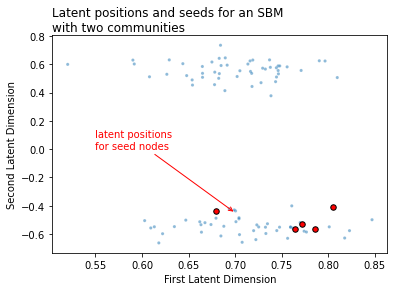 Latent positions and seeds for an SBM
with two communities
0.8
0.6
0.4
0.2
0.0
−0.2
−0.4
−0.6
Second Latent Dimension
latent positions
for seed nodes
0.55
0.60
0.65
0.70
0.75
0.80
0.85
First Latent Dimension